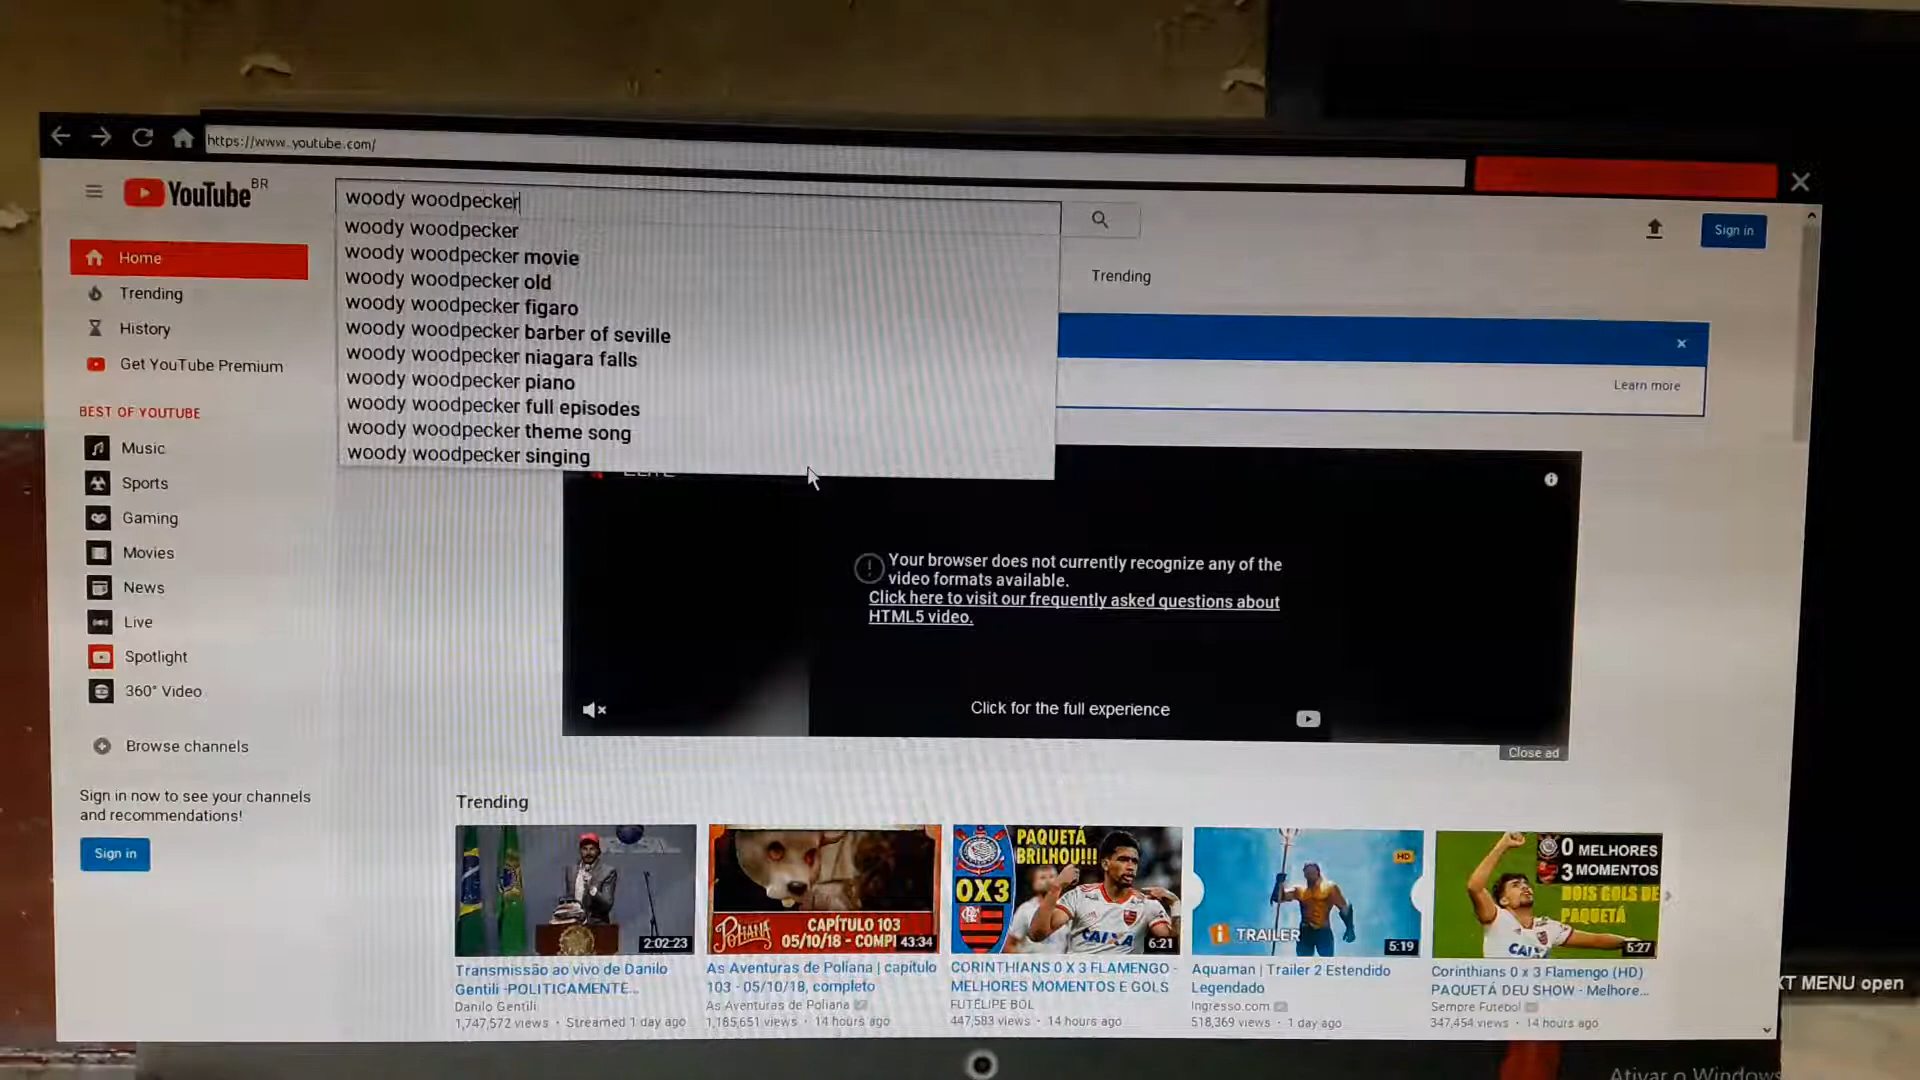 https://www.youtube.com/
YouTube BR
woody woodpecker
Sign in
woody woodpecker
woody woodpecker movie
woody woodpecker old
woody woodpecker figaro
woody woodpecker barber of seville
woody woodpecker niagara falls
woody woodpecker piano
woody woodpecker full episodes
woody woodpecker theme song
woody woodpecker singing
Trending
Learn more
Home
Trending
History
Get YouTube Premium
BEST OF YOUTUBE
Music
Sports
Gaming
Movies
News
Live
Spotlight
360° Video
Browse channels
Sign in now to see your channels
and recommendations!
Sign in
Your browser does not currently recognize any of the
video formats available.
Click here to visit our frequently asked questions about
HTML5 video.
Click for the full experience
Close ad
Trending
2:02:23
POLIANA
CAPÍTULO 103
05/10/18 - COMPL
43:34
PAQUETÁ
BRILHOU!!!
0X3
CAIXA
6:21
HD
TRAILER
5:19
0 MELHORES
3 MOMENTOS
DOIS GOLS DE
PAQUETÁ
CAIXA
5:27
Transmissão ao vivo de Danilo
Gentili -POLITICAMENTE...
Danilo Gentili
1,747,572 views • Streamed 1 day ago
As Aventuras de Poliana | capítulo
103 - 05/10/18, completo
As Aventuras de Poliana
1,165,651 views • 14 hours ago
CORINTHIANS 0 X 3 FLAMENGO -
MELHORES MOMENTOS E GOLS
FUTELIPE BOL
447,583 views • 14 hours ago
Aquaman | Trailer 2 Estendido
Legendado
Ingresso.com
518,369 views • 1 day ago
Corinthians 0 x 3 Flamengo (HD)
PAQUETÁ DEU SHOW - Melhore...
Sempre Futebol
347,454 views • 14 hours ago
XT MENU open
Ativar o Windows